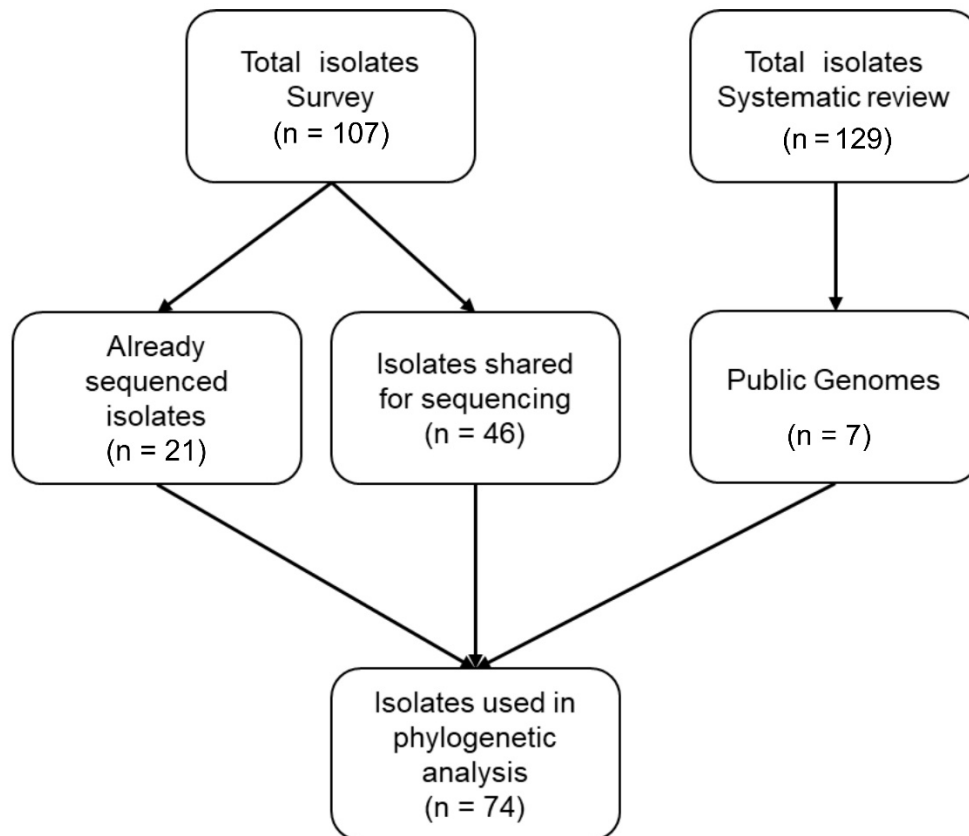 Total isolates
Survey
(n = 107)
Total isolates
Systematic review
(n = 129)
Already
sequenced
isolates
(n = 21)
Isolates shared
for sequencing
(n = 46)
Public Genomes
(n = 7)
Isolates used in
phylogenetic
analysis
(n = 74)